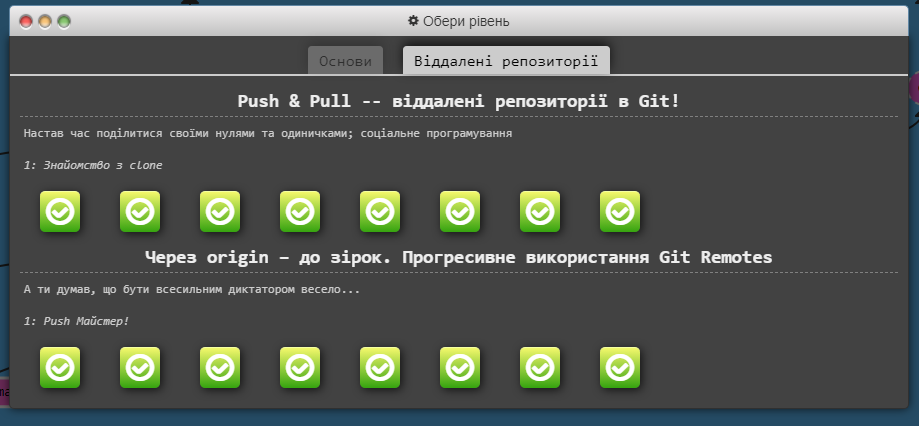 Обери рівень
Основи
Віддалені репозиторії
Push & Pull -- віддалені репозиторії в Git!
Настав час поділитися своїми нулями та одиничками; соціальне програмування
1: Знайомство з clone
Через origin – до зірок. Прогресивне використання Git Remotes
А ти думав, що бути всесильним диктатором весело...
1: Push Майстер!
ma